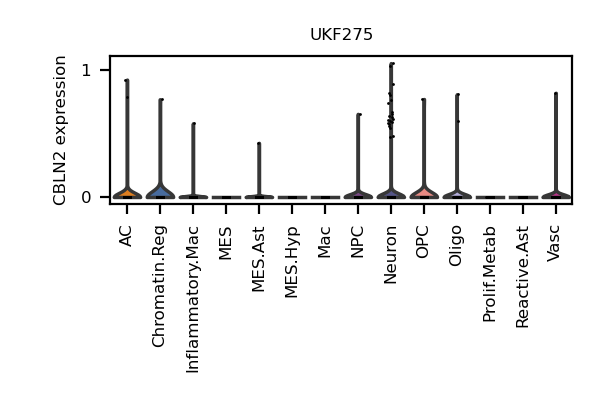 UKF275
CBLN2 expression
1
0
AC
Chromatin.Reg
Inflammatory.Mac
MES
MES.Ast
MES.Hyp
Mac
NPC
Neuron
OPC
Oligo
Prolif.Metab
Reactive.Ast
Vasc